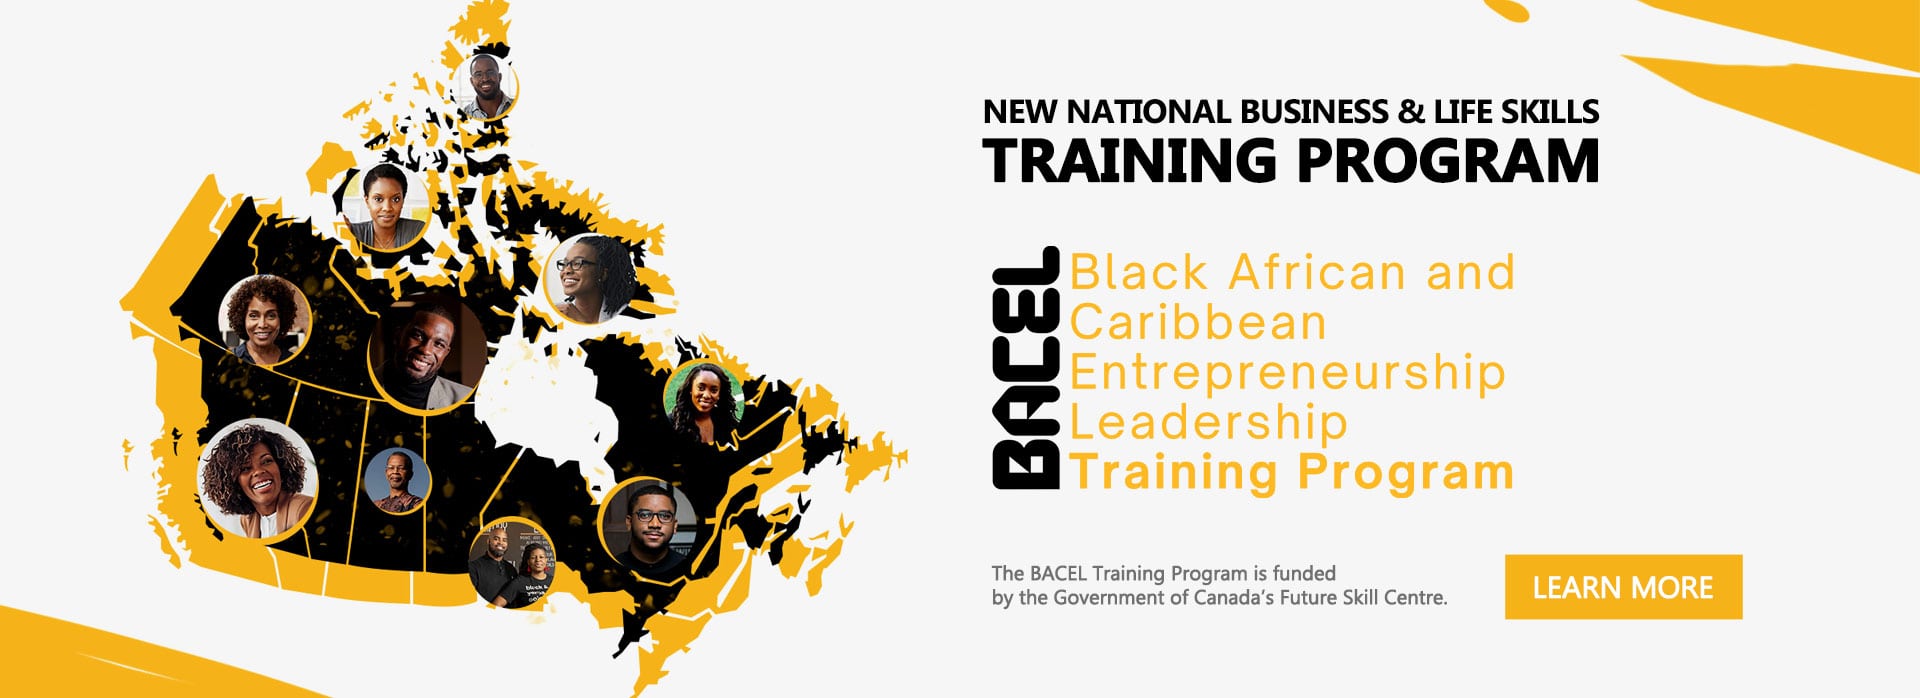 NEW NATIONAL BUSINESS & LIFE SKILLS
TRAINING PROGRAM
BACEL
Black African and
Caribbean
Entrepreneurship
Leadership
Training Program
The BACEL Training Program is funded
by the Government of Canada's Future Skill Centre.
LEARN MORE